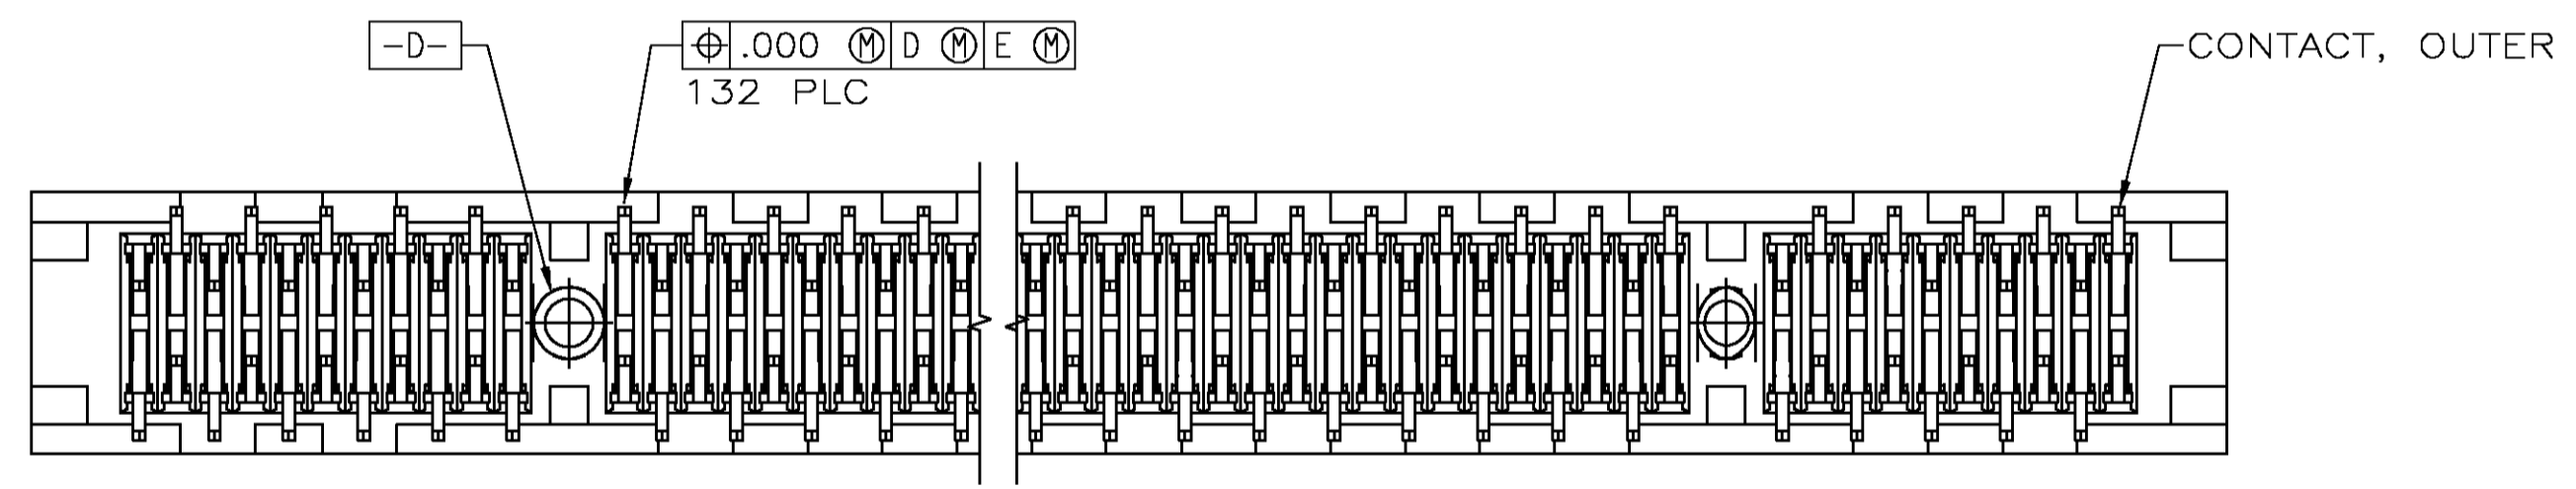 -D-
⌖ .000 Ⓜ D Ⓜ E Ⓜ
132 PLC
CONTACT, OUTER